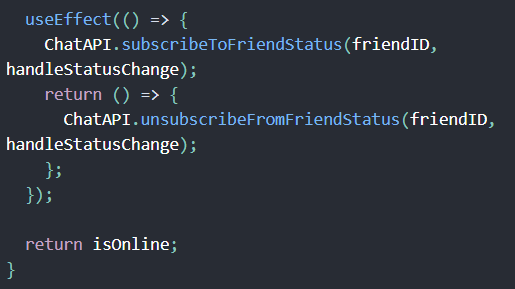 useEffect(() => {
    ChatAPI.subscribeToFriendStatus(friendID,
handleStatusChange);
    return () => {
      ChatAPI.unsubscribeFromFriendStatus(friendID,
handleStatusChange);
    };
  });

  return isOnline;
}